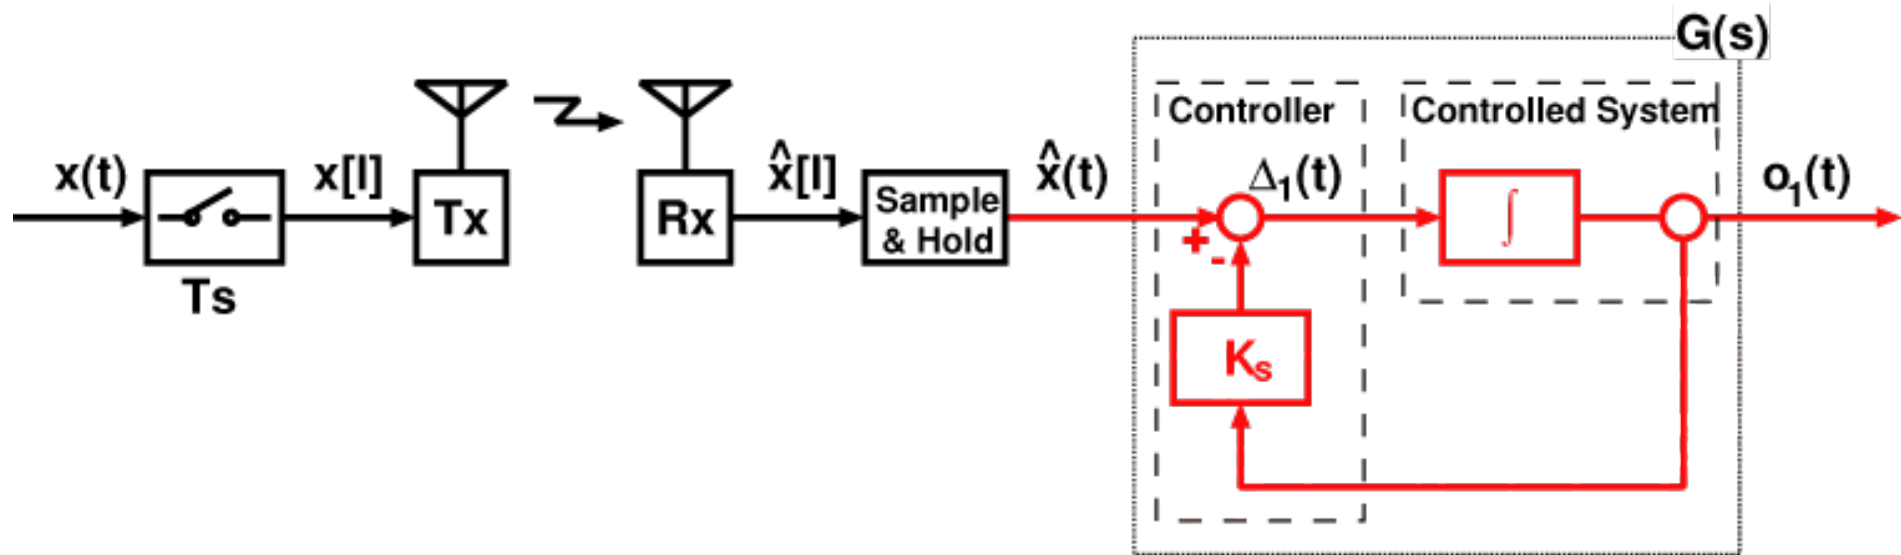 G(s)
Controller
Controlled System
x(t)
x[l]
x̂[l]
x̂(t)
Δ₁(t)
o₁(t)
Tx
Rx
Sample
& Hold
∫
+
-
Ts
Kₛ